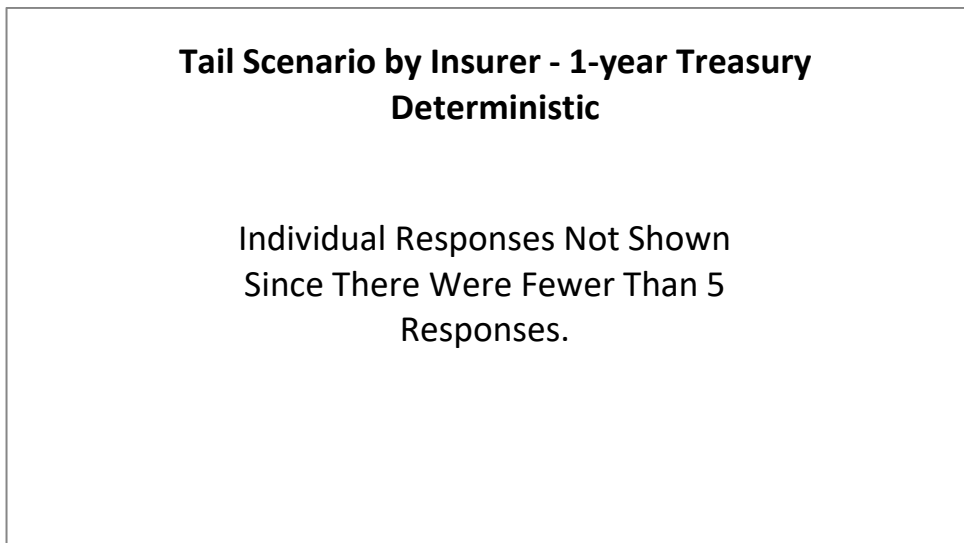 Tail Scenario by Insurer - 1-year Treasury
Deterministic
Individual Responses Not Shown
Since There Were Fewer Than 5
Responses.